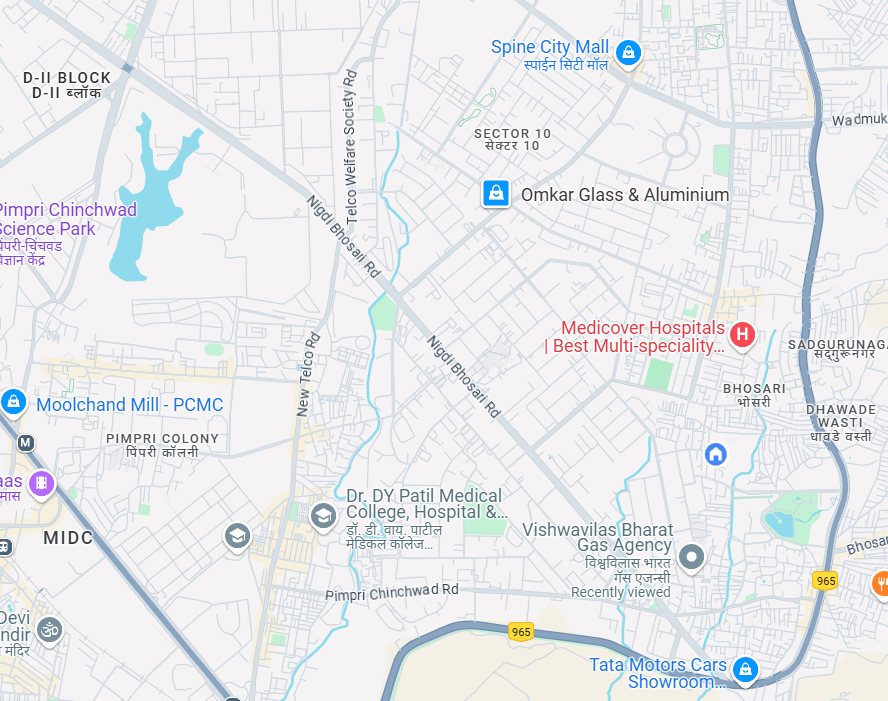 Spine City Mall
स्पाईन सिटी मॉल
D-II BLOCK
D-II ब्लॉक
Telco Welfare Society Rd
SECTOR 10
सेक्टर 10
Omkar Glass & Aluminium
Pimpri Chinchwad
Science Park
पिंपरी-चिंचवड
विज्ञान केंद्र
Nigdi Bhosari Rd
Medicover Hospitals
| Best Multi-speciality...
H
SADGURUNAGA
सद्गुरूनगर
New Telco Rd
Nigdi Bhosari Rd
BHOSARI
भोसरी
Moolchand Mill - PCMC
DHAWADE
WASTI
धावडे वस्ती
M
PIMPRI COLONY
पिंपरी कॉलनी
Dr. DY Patil Medical
College, Hospital &...
डॉ. डी. वाय. पाटील
मेडिकल कॉलेज...
MIDC
Vishwavilas Bharat
Gas Agency
विश्वविलास भारत
गॅस एजन्सी
Recently viewed
Bhosar
965
Pimpri Chinchwad Rd
Devi
ॐ
965
Tata Motors Cars
Showroom...